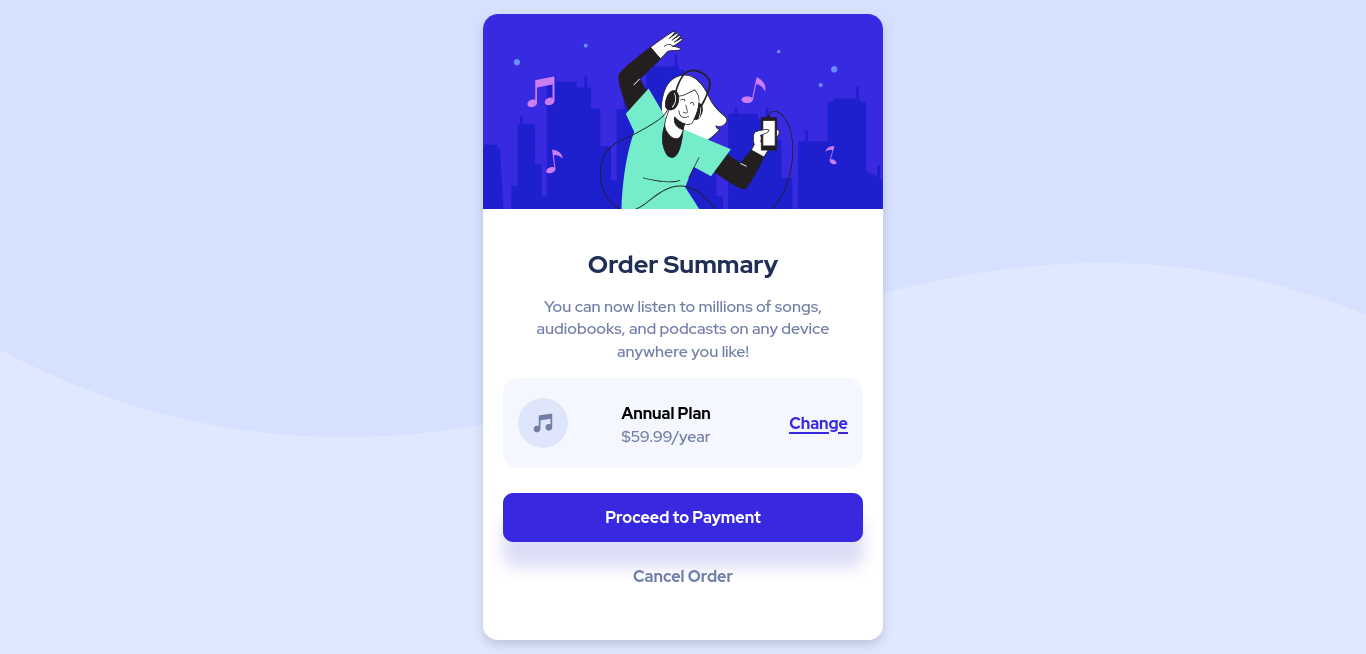 Order Summary
You can now listen to millions of songs,
audiobooks, and podcasts on any device
anywhere you like!
Annual Plan
$59.99/year
Change
Proceed to Payment
Cancel Order